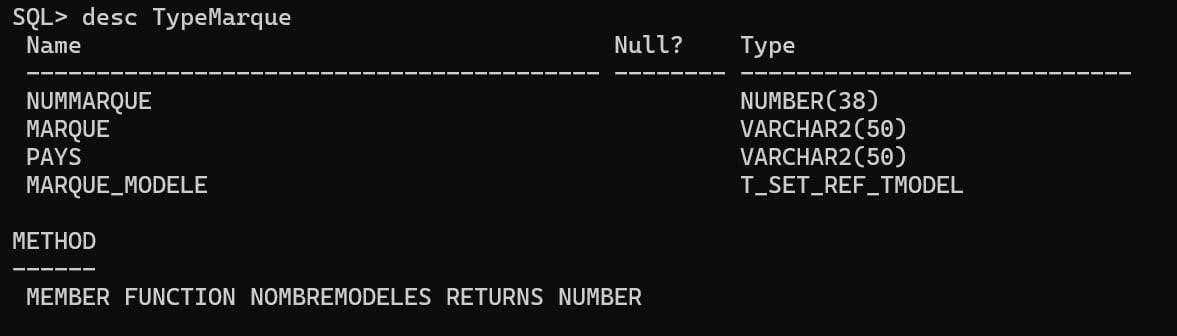 SQL> desc TypeMarque
Name Null? Type
----------------------------------------- -------- ----------------------------
NUMMARQUE NUMBER(38)
MARQUE VARCHAR2(50)
PAYS VARCHAR2(50)
MARQUE_MODELE T_SET_REF_TMODEL
METHOD
------
MEMBER FUNCTION NOMBREMODELES RETURNS NUMBER